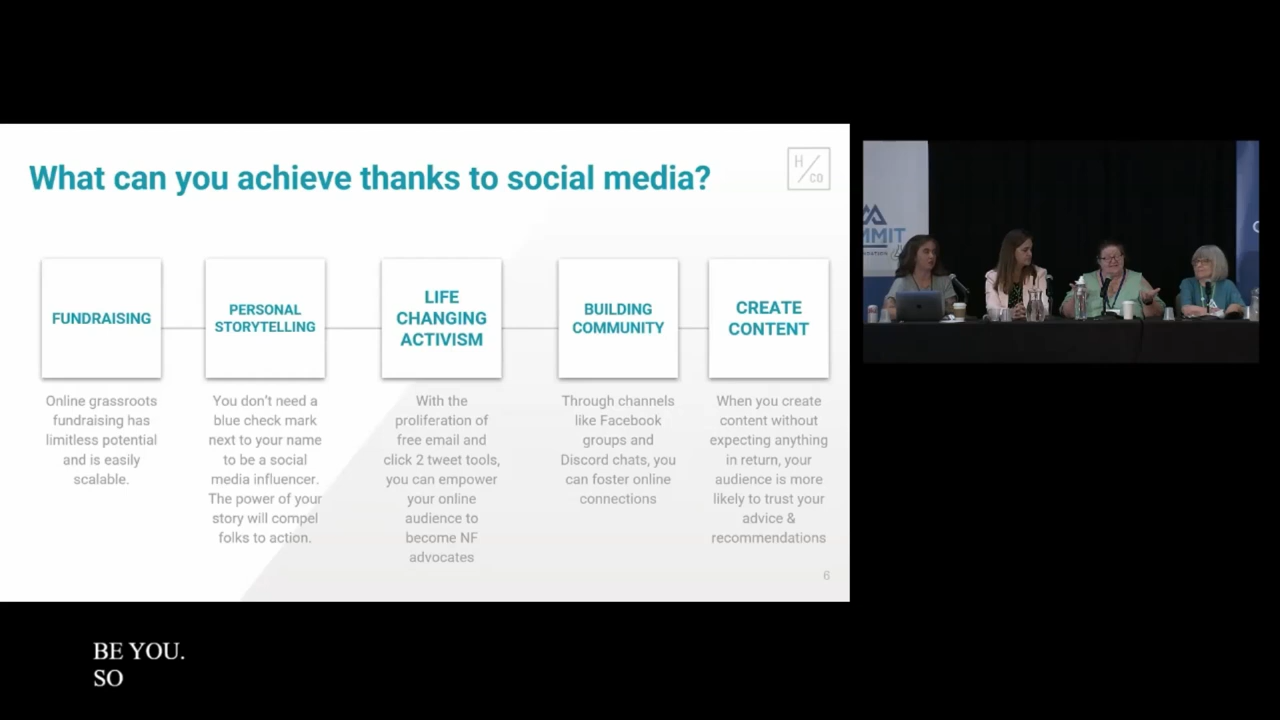 What can you achieve thanks to social media?
H/CO
FUNDRAISING
Online grassroots
fundraising has
limitless potential
and is easily
scalable.
PERSONAL
STORYTELLING
You don't need a
blue check mark
next to your name
to be a social
media influencer.
The power of your
story will compel
folks to action.
LIFE
CHANGING
ACTIVISM
With the
proliferation of
free email and
click 2 tweet tools,
you can empower
your online
audience to
become NF
advocates
BUILDING
COMMUNITY
Through channels
like Facebook
groups and
Discord chats, you
can foster online
connections
CREATE
CONTENT
When you create
content without
expecting anything
in return, your
audience is more
likely to trust your
advice &
recommendations
6
BE YOU.
SO